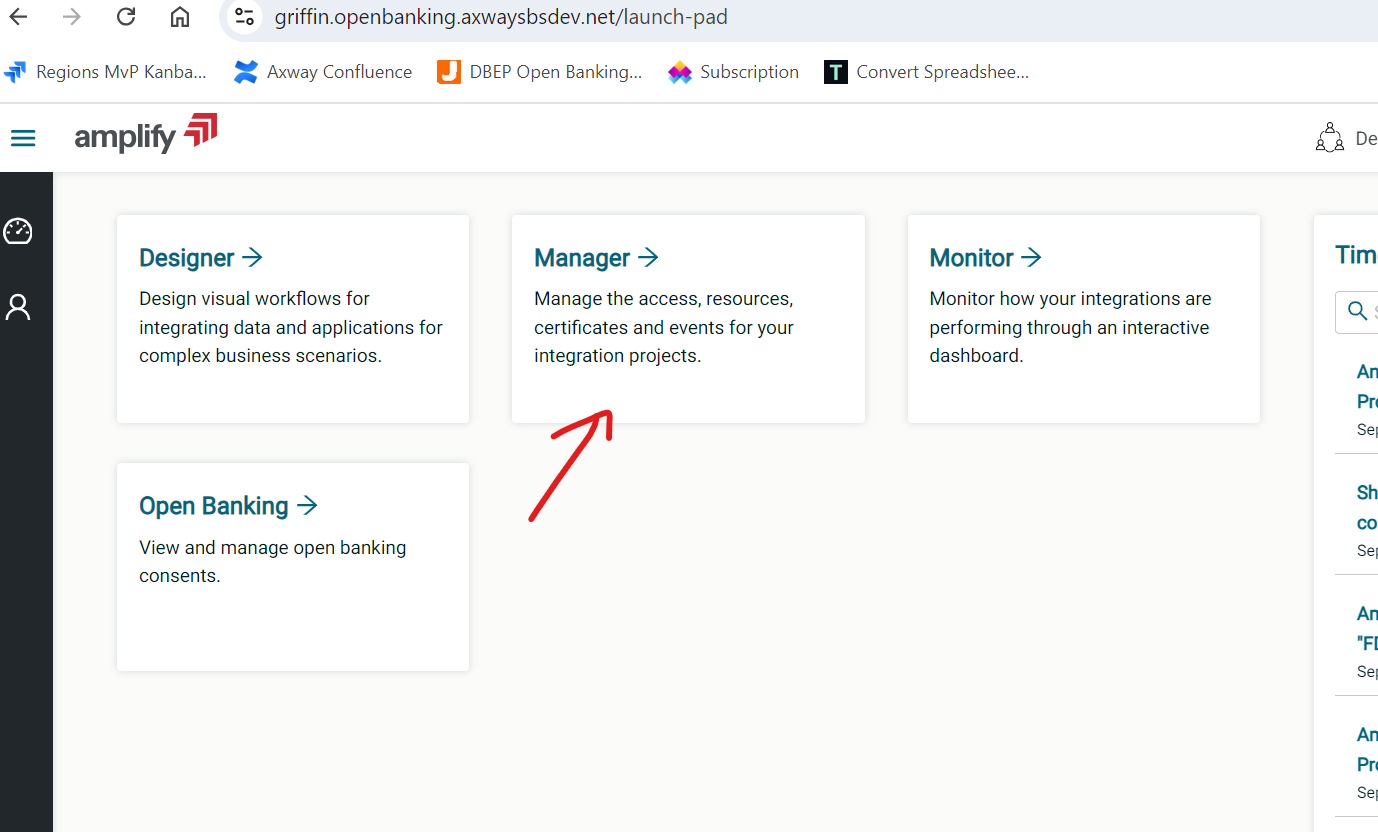 griffin.openbanking.axwaysbsdev.net/launch-pad
Regions MvP Kanba...
Axway Confluence
DBEP Open Banking...
Subscription
Convert Spreadshee...
amplify
De
Designer
Design visual workflows for
integrating data and applications for
complex business scenarios.
Manager
Manage the access, resources,
certificates and events for your
integration projects.
Monitor
Monitor how your integrations are
performing through an interactive
dashboard.
Open Banking
View and manage open banking
consents.
Tim
An
Pro
Sep
Sh
co
Sep
An
"FD
Sep
An
Pro
Sep